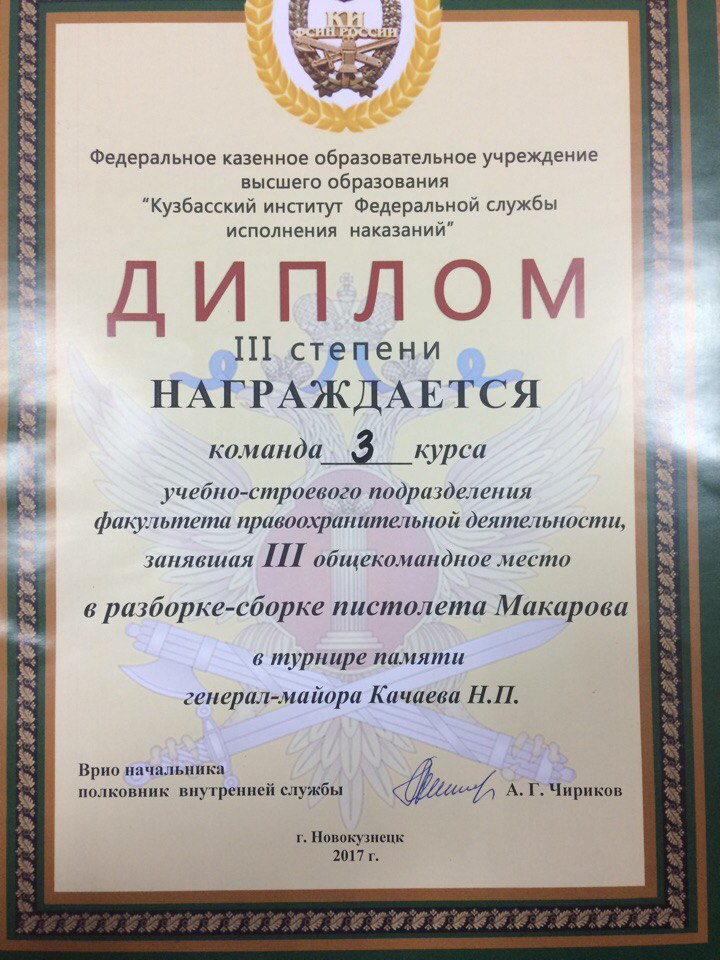 КИ
ФСИН РОССИИ
Федеральное казенное образовательное учреждение
высшего образования
"Кузбасский институт Федеральной службы
исполнения наказаний"
ДИПЛОМ
III степени
НАГРАЖДАЕТСЯ
команда 3 курса
учебно-строевого подразделения
факультета правоохранительной деятельности,
занявшая III общекомандное место
в разборке-сборке пистолета Макарова
в турнире памяти
генерал-майора Качаева Н.П.
Врио начальника
полковник внутренней службы А. Г. Чириков
г. Новокузнецк
2017 г.